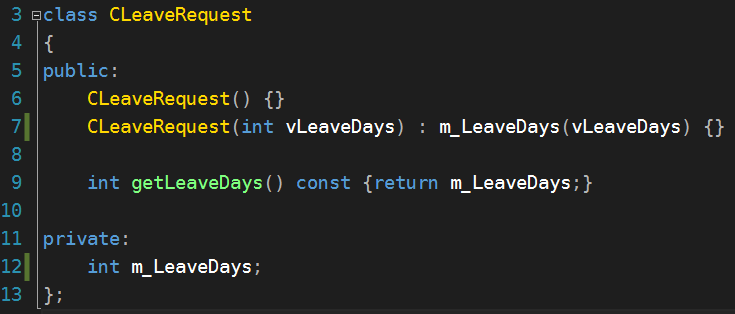 3 class CLeaveRequest
4 {
5 public:
6     CLeaveRequest() {}
7     CLeaveRequest(int vLeaveDays) : m_LeaveDays(vLeaveDays) {}
8
9     int getLeaveDays() const {return m_LeaveDays;}
10
11 private:
12     int m_LeaveDays;
13 };